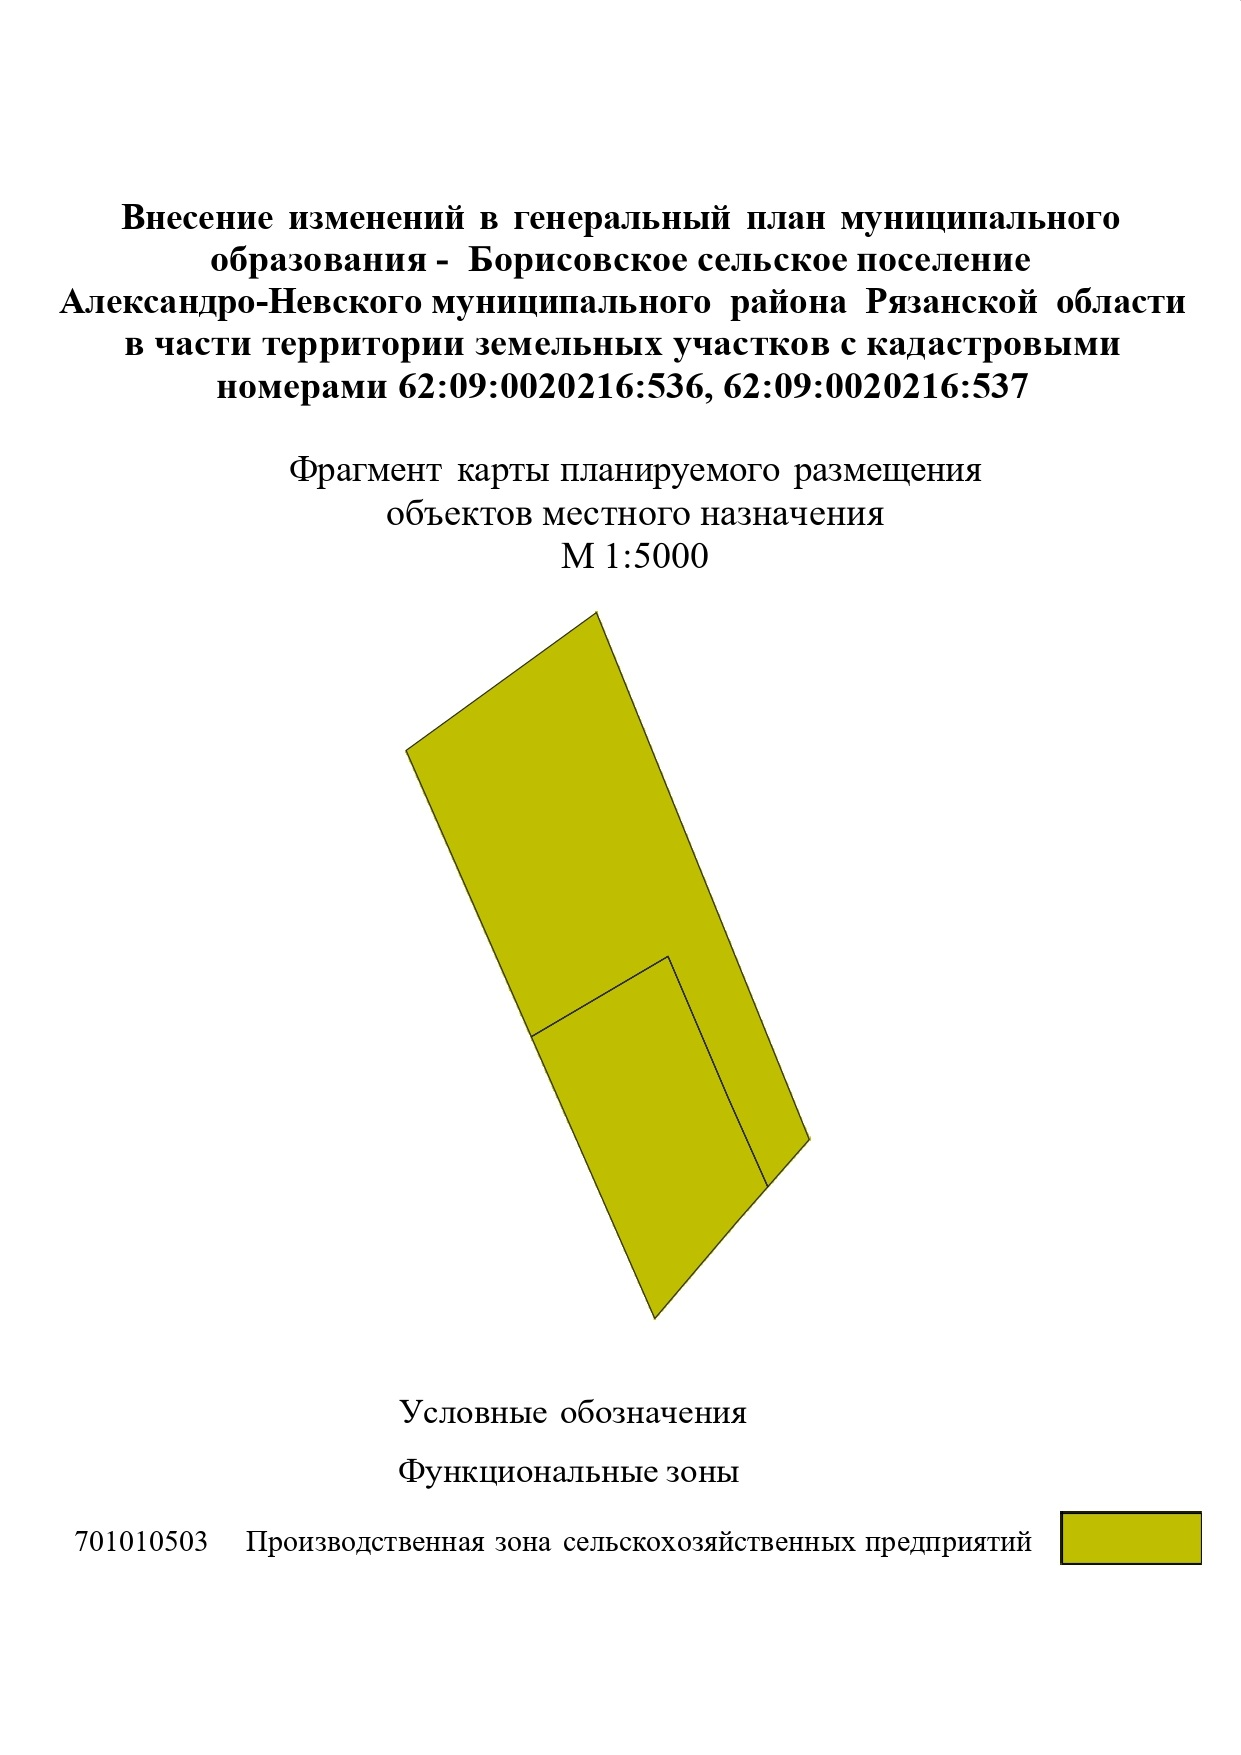 Внесение изменений в генеральный план муниципального
образования - Борисовское сельское поселение
Александро-Невского муниципального района Рязанской области
в части территории земельных участков с кадастровыми
номерами 62:09:0020216:536, 62:09:0020216:537
Фрагмент карты планируемого размещения
объектов местного назначения
М 1:5000
Условные обозначения
Функциональные зоны
701010503 Производственная зона сельскохозяйственных предприятий